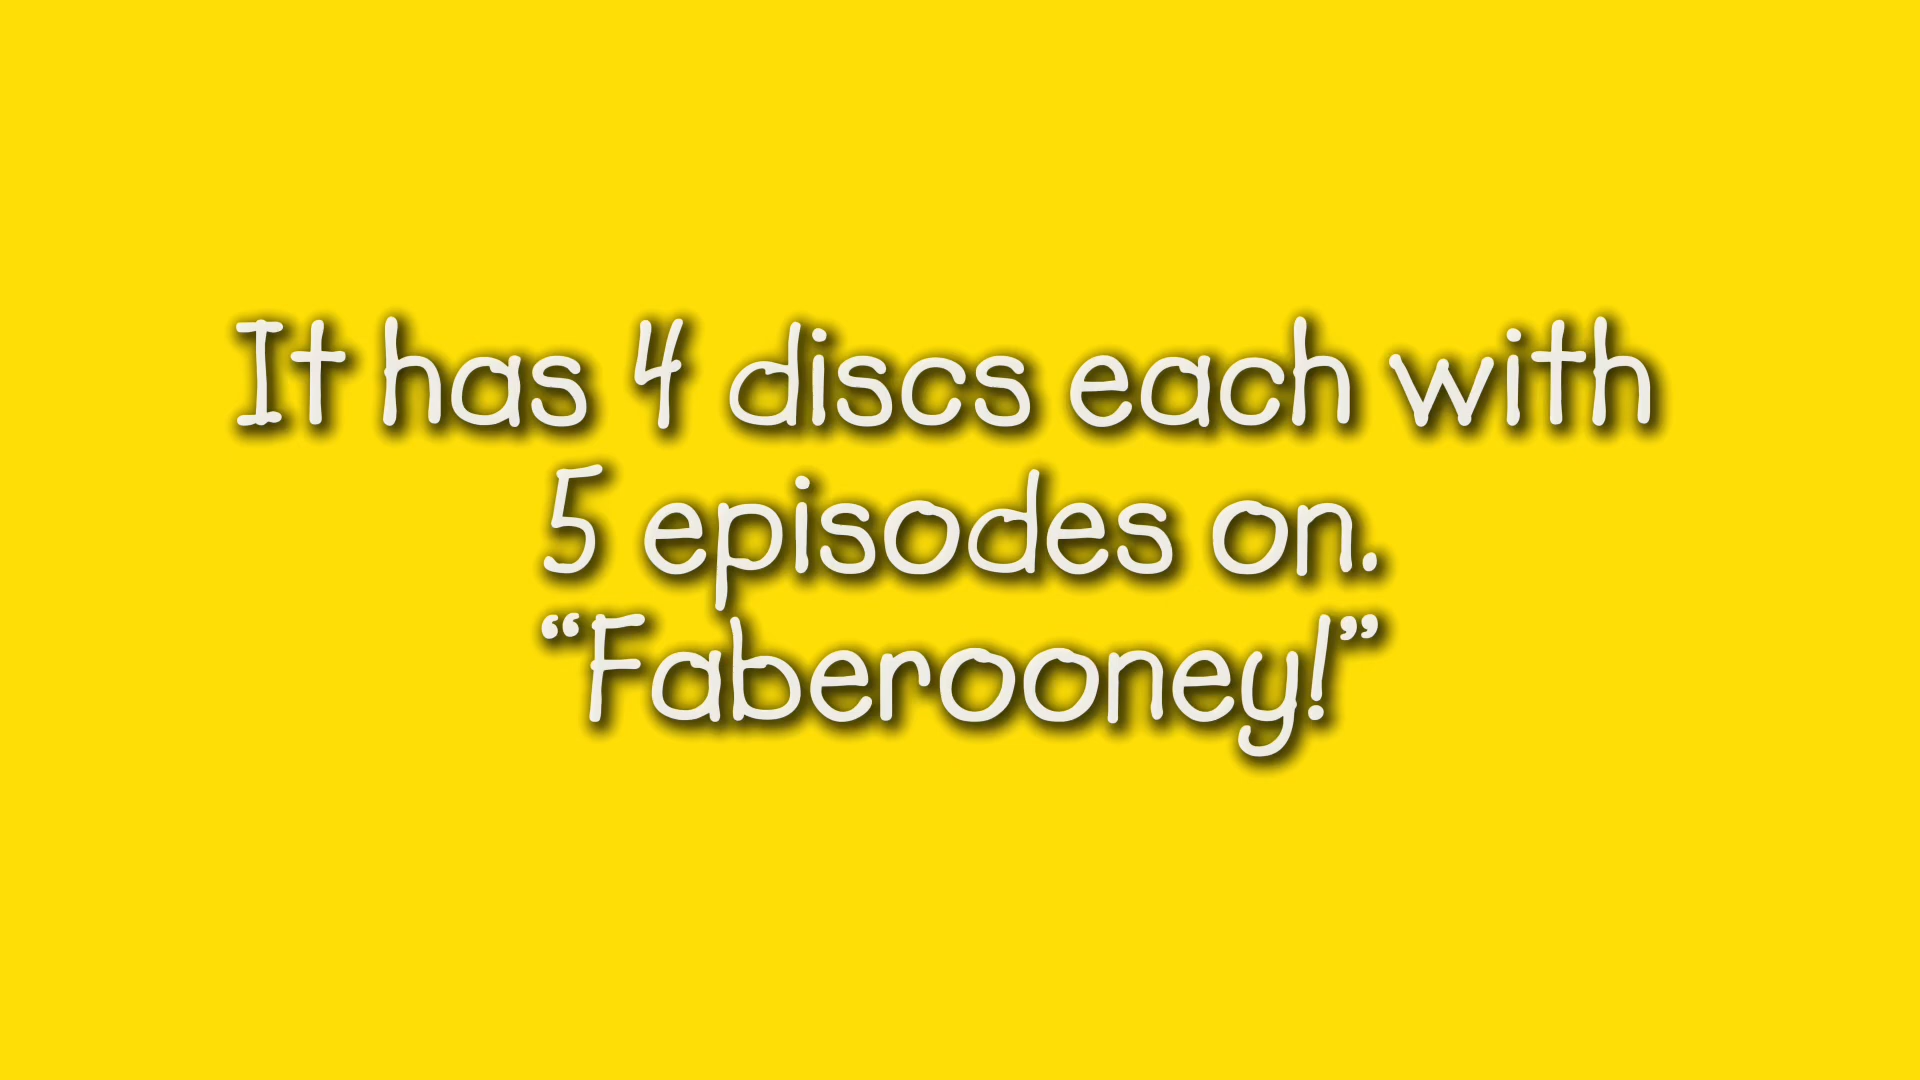 It has 4 discs each with
5 episodes on.
“Faberooney!”